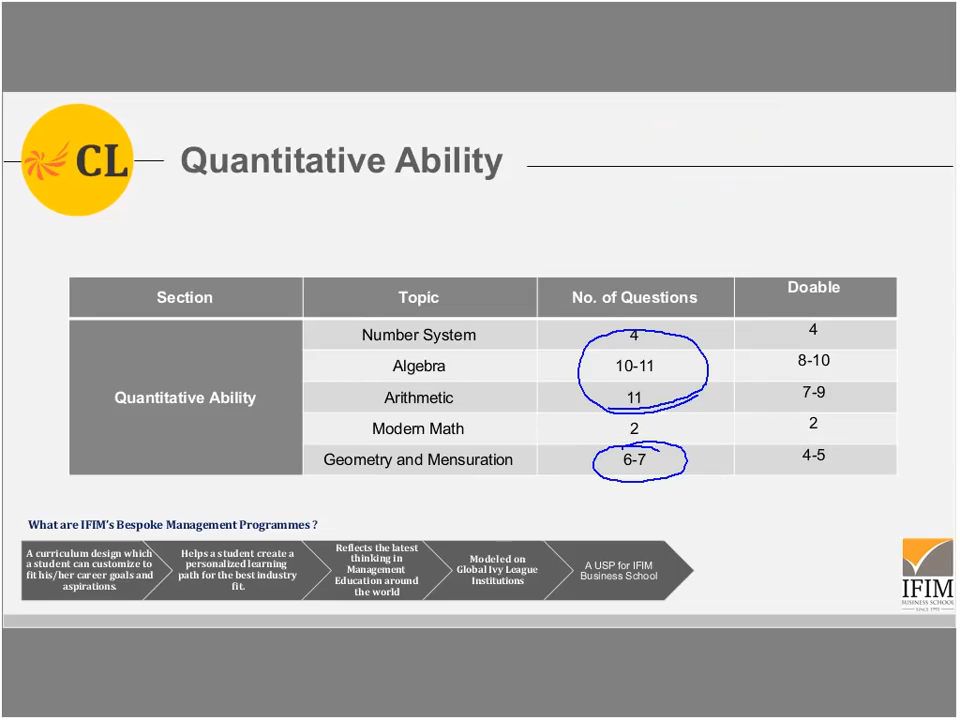 CL
Quantitative Ability
Section Topic No. of Questions Doable
Quantitative Ability
Number System 4 4
Algebra 10-11 8-10
Arithmetic 11 7-9
Modern Math 2 2
Geometry and Mensuration 6-7 4-5
What are IFIM's Bespoke Management Programmes ?
A curriculum design which
a student can customize to
fit his/her career goals and
aspirations.
Helps a student create a
personalized learning
path for the best industry
fit.
Reflects the latest
thinking in
Management
Education around
the world
Modeled on
Global Ivy League
Institutions
A USP for IFIM
Business School
IFIM
BUSINESS SCHOOL
SINCE 1995